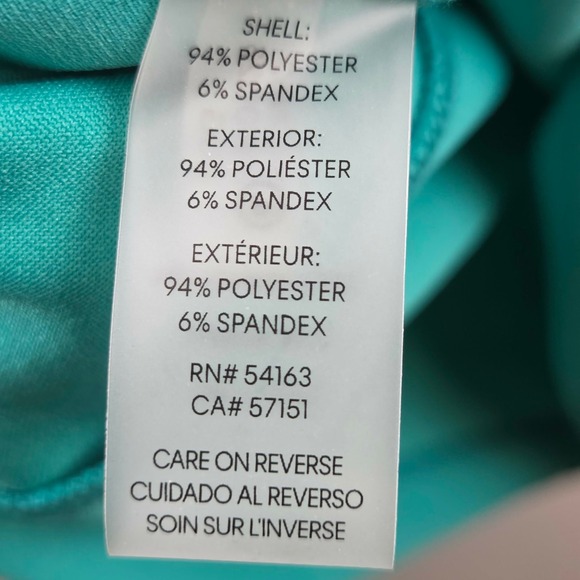 SHELL:
94% POLYESTER
6% SPANDEX
EXTERIOR:
94% POLIÉSTER
6% SPANDEX
EXTÉRIEUR:
94% POLYESTER
6% SPANDEX
RN# 54163
CA# 57151
CARE ON REVERSE
CUIDADO AL REVERSO
SOIN SUR L'INVERSE